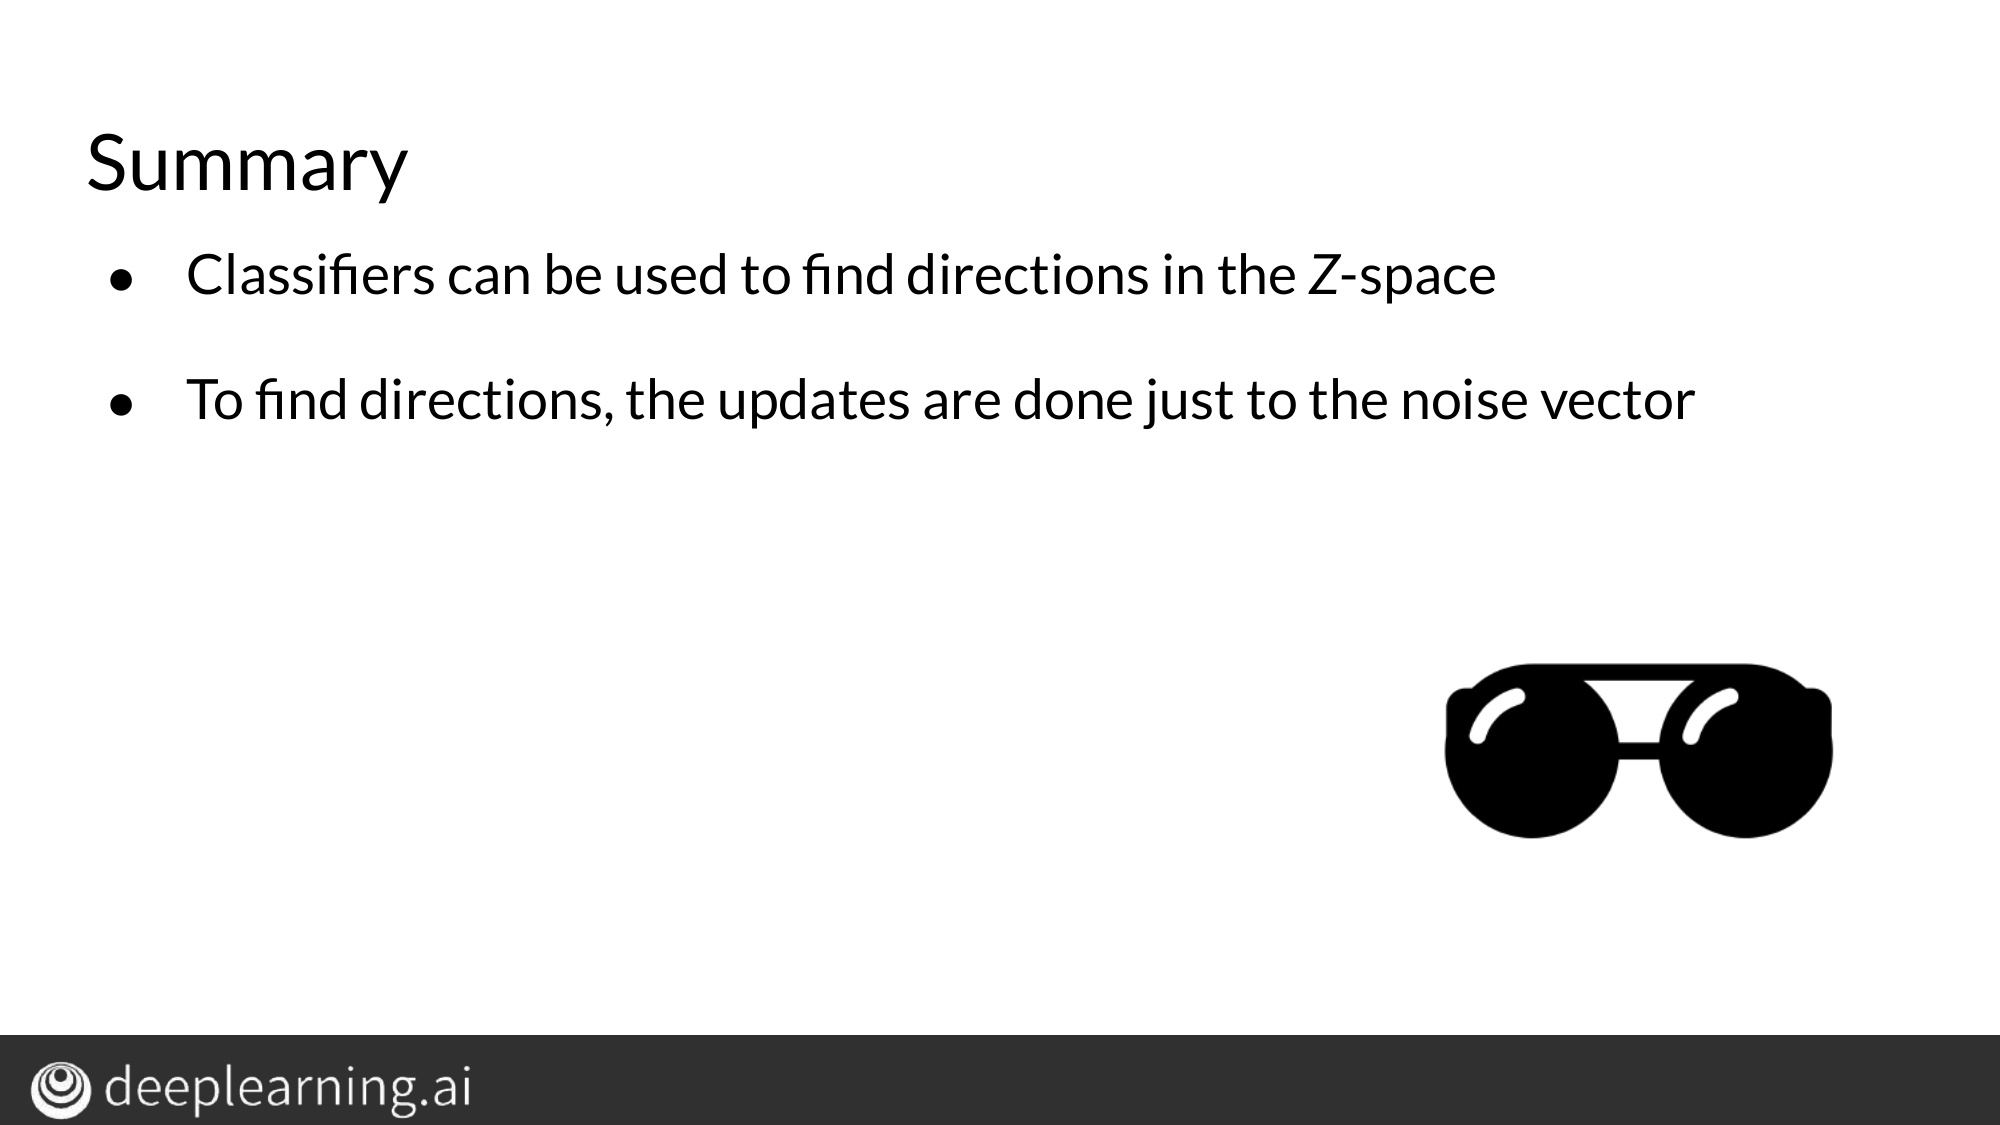 Summary
● Classifiers can be used to find directions in the Z-space
● To find directions, the updates are done just to the noise vector
deeplearning.ai